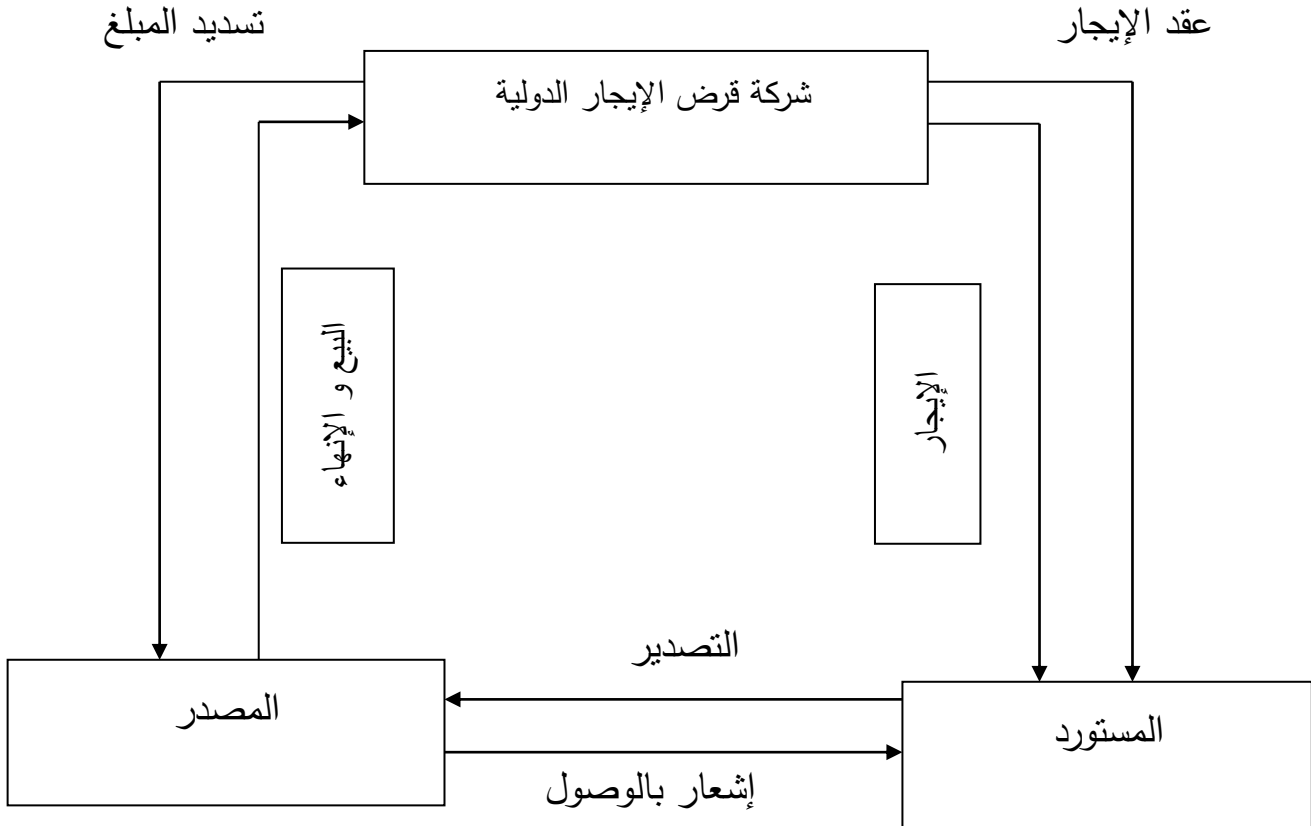 عقد الإيجار
تسديد المبلغ
شركة قرض الإيجار الدولية
الإيجار
البيع و الإنهاء
التصدير
المستورد
المصدر
إشعار بالوصول